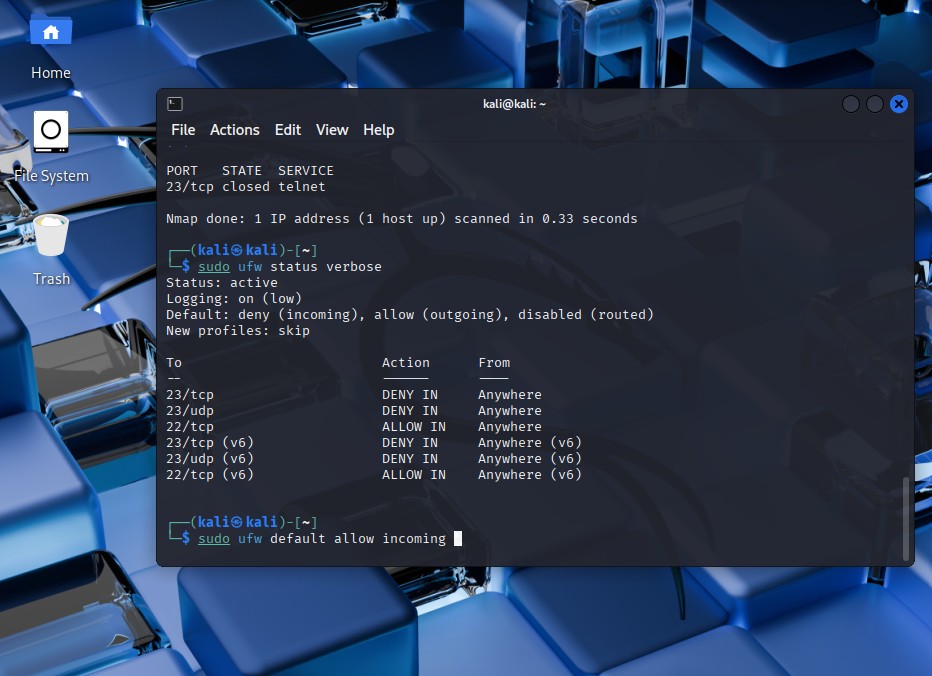 Home
File System
Trash
kali@kali: ~
File Actions Edit View Help
PORT   STATE  SERVICE
23/tcp closed telnet
Nmap done: 1 IP address (1 host up) scanned in 0.33 seconds
┌──(kali㉿kali)-[~]
└─$ sudo ufw status verbose
Status: active
Logging: on (low)
Default: deny (incoming), allow (outgoing), disabled (routed)
New profiles: skip
To                         Action      From
--                         ------      ----
23/tcp                     DENY IN     Anywhere
23/udp                     DENY IN     Anywhere
22/tcp                     ALLOW IN    Anywhere
23/tcp (v6)                DENY IN     Anywhere (v6)
23/udp (v6)                DENY IN     Anywhere (v6)
22/tcp (v6)                ALLOW IN    Anywhere (v6)
┌──(kali㉿kali)-[~]
└─$ sudo ufw default allow incoming